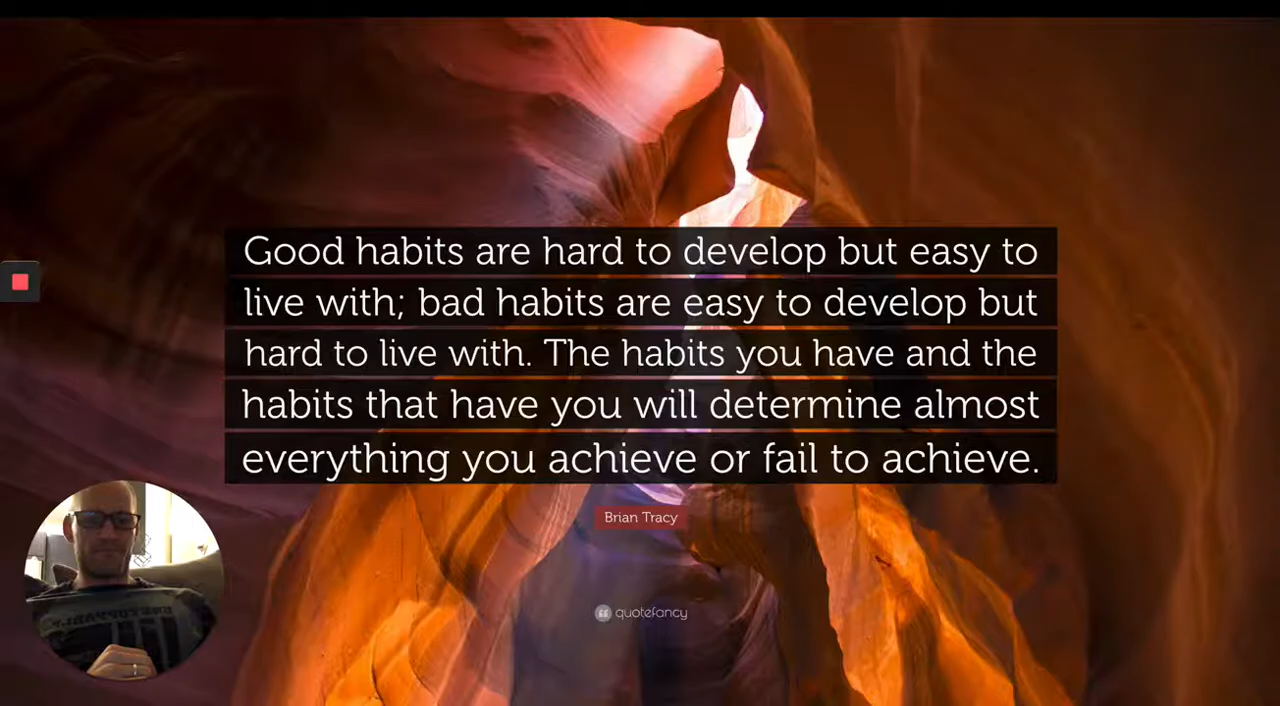 Good habits are hard to develop but easy to
live with; bad habits are easy to develop but
hard to live with. The habits you have and the
habits that have you will determine almost
everything you achieve or fail to achieve.
Brian Tracy
quotefancy